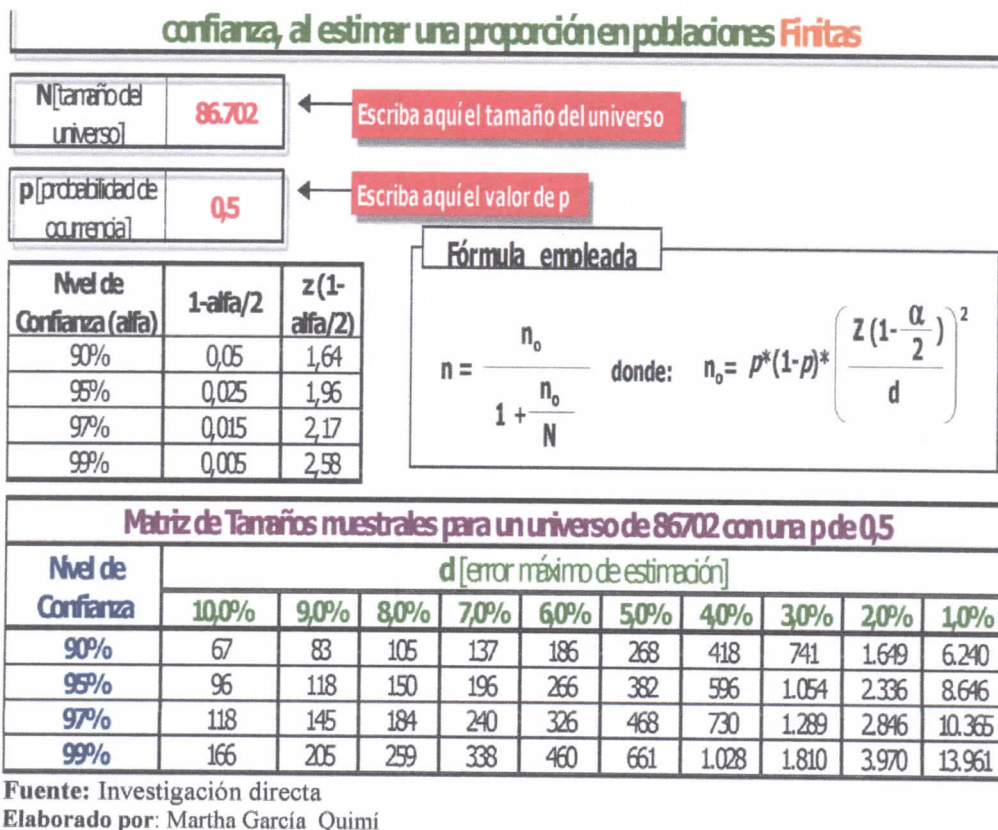 confianza, al estimar una proporción en poblaciones Finitas
N [tamaño del
universo]
86.702
Escriba aquí el tamaño del universo
p [probabilidad de
ocurrencia]
0,5
Escriba aquí el valor de p
Nivel de
Confianza (alfa)
1-alfa/2
z (1-
alfa/2)
90% 0,05 1,64
95% 0,025 1,96
97% 0,015 2,17
99% 0,005 2,58
Fórmula empleada
n = n₀ / (1 + n₀/N) donde: n₀ = p*(1-p)* ( Z (1- α/2) / d )²
Matriz de Tamaños muestrales para un universo de 86702 con una p de 0,5
Nivel de
Confianza
d [error máximo de estimación]
10,0% 9,0% 8,0% 7,0% 6,0% 5,0% 4,0% 3,0% 2,0% 1,0%
90% 67 83 105 137 186 268 418 741 1.649 6.240
95% 96 118 150 196 266 382 596 1.054 2.336 8.646
97% 118 145 184 240 326 468 730 1.289 2.846 10.365
99% 166 205 259 338 460 661 1.028 1.810 3.970 13.961
Fuente: Investigación directa
Elaborado por: Martha García Quimí